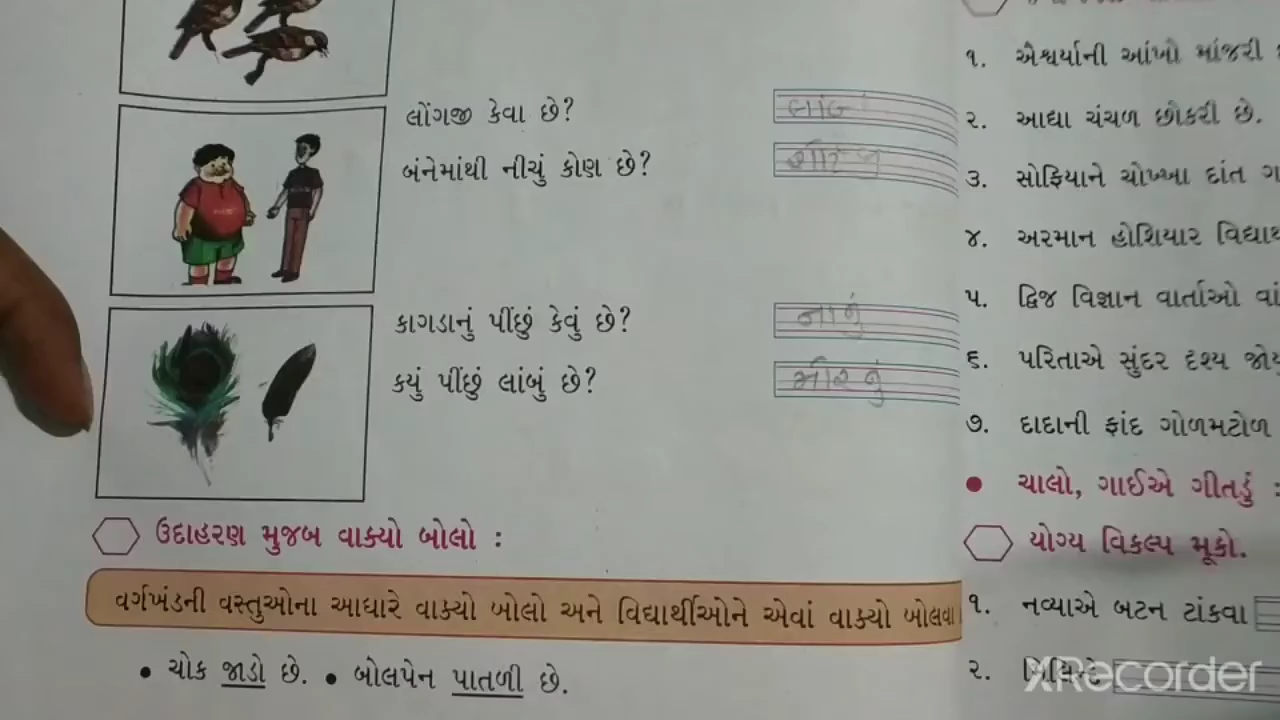 લોંગજી કેવા છે?
બંનેમાંથી નીચું કોણ છે?
કાગડાનું પીંછું કેવું છે? નાનું
કયું પીંછું લાંબું છે? મોરનું
ઉદાહરણ મુજબ વાક્યો બોલો :
વર્ગખંડની વસ્તુઓના આધારે વાક્યો બોલો અને વિદ્યાર્થીઓને એવાં વાક્યો બોલવા
• ચોક જાડો છે. • બોલપેન પાતળી છે.
૧. ઐશ્વર્યાની આંખો માંજરી
૨. આદ્યા ચંચળ છોકરી છે.
૩. સોફિયાને ચોખ્ખા દાંત
૪. અરમાન હોશિયાર
૫. દ્વિજ વિજ્ઞાન વાર્તાઓ
૬. પરિતાએ સુંદર દૃશ્ય
૭. દાદાની ફાંદ ગોળમટોળ
• ચાલો, ગાઈએ ગીતડું :
યોગ્ય વિકલ્પ મૂકો.
૧. નવ્યાએ બટન ટાંકવા
૨.
XRecorder